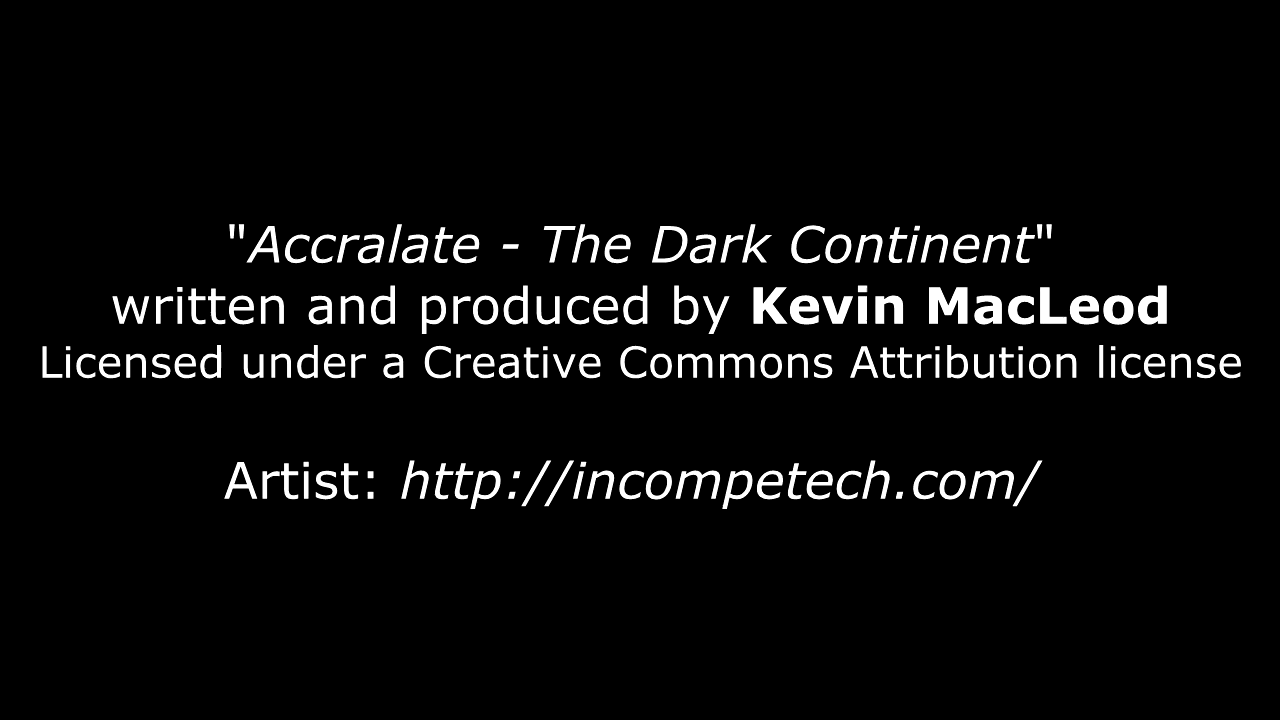 "Accralate - The Dark Continent"
written and produced by Kevin MacLeod
Licensed under a Creative Commons Attribution license
Artist: http://incompetech.com/